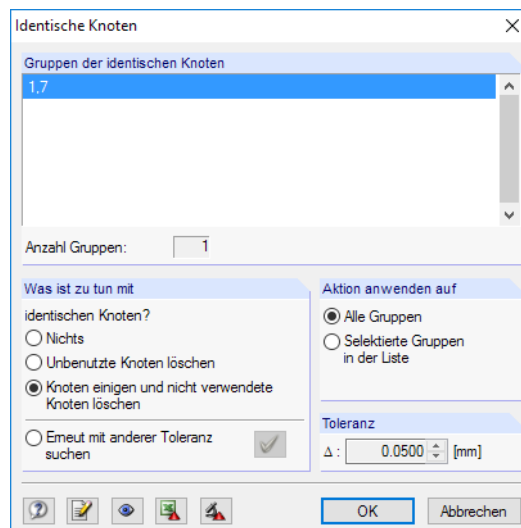 Identische Knoten
Gruppen der identischen Knoten
1,7
Anzahl Gruppen: 1
Was ist zu tun mit
identischen Knoten?
Nichts
Unbenutzte Knoten löschen
Knoten einigen und nicht verwendete
Knoten löschen
Erneut mit anderer Toleranz
suchen
Aktion anwenden auf
Alle Gruppen
Selektierte Gruppen
in der Liste
Toleranz
Δ : 0.0500 [mm]
OK
Abbrechen